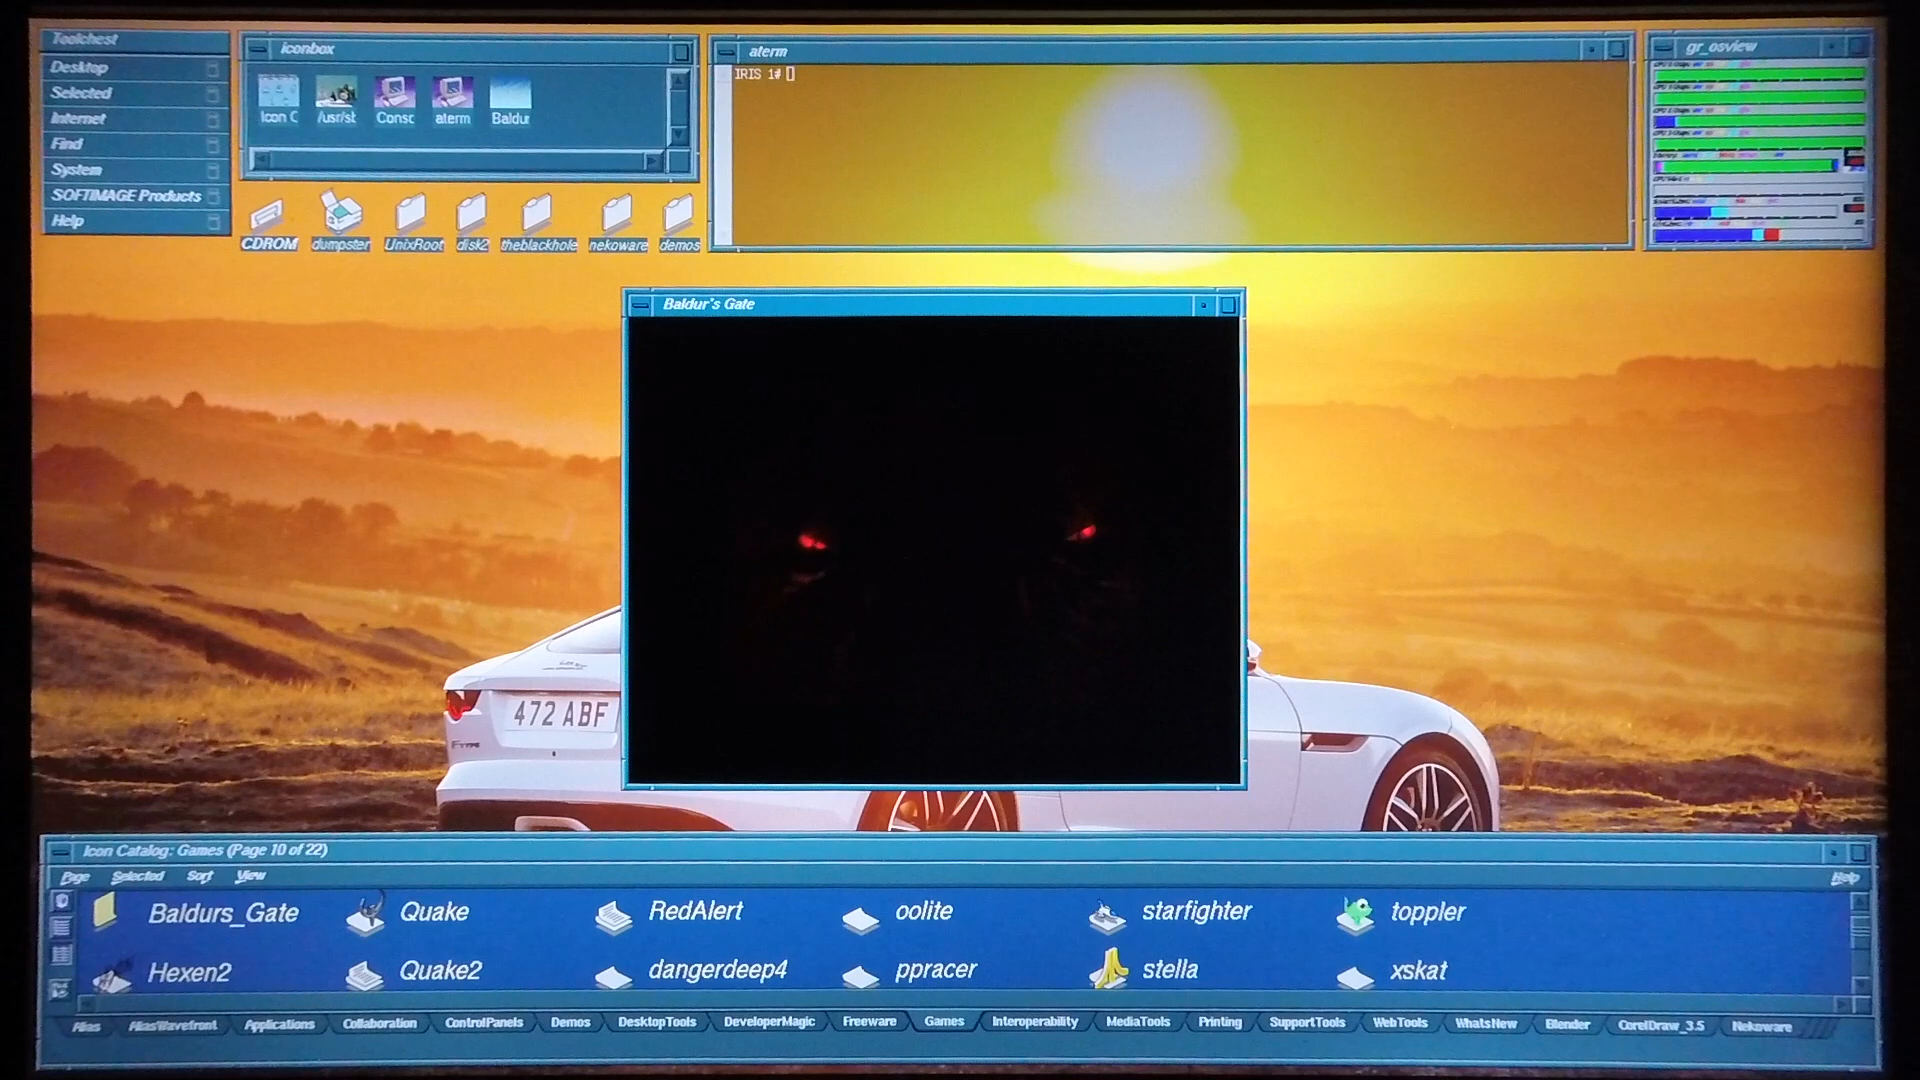 Toolchest
Desktop
Selected
Internet
Find
System
SOFTIMAGE Products
Help
iconbox
Icon C
/usr/sb
Consc
aterm
Baldur
CDROM
dumpster
UnixRoot
disk2
theblackhole
nekoware
demos
aterm
IRIS 1#
gr_osview
Baldur's Gate
472 ABF
F-TYPE
Icon Catalog: Games (Page 10 of 22)
Page Selected Sort View Help
Baldurs_Gate Quake RedAlert oolite starfighter toppler
Hexen2 Quake2 dangerdeep4 ppracer stella xskat
Alias AliasWavefront Applications Collaboration ControlPanels Demos DesktopTools DeveloperMagic Freeware Games Interoperability MediaTools Printing SupportTools WebTools WhatsNew Blender CorelDraw_3.5 Nekoware